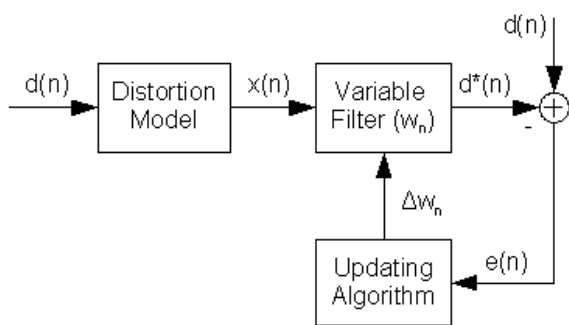 d(n)
d(n)
Distortion
Model
x(n)
Variable
Filter (wₙ)
d*(n)
+
-
Δwₙ
Updating
Algorithm
e(n)